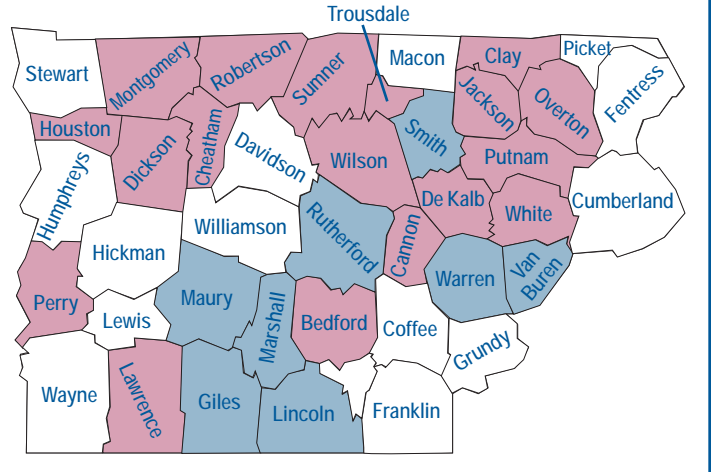 Trousdale
Stewart
Montgomery
Robertson
Sumner
Macon
Clay
Picket
Fentress
Jackson
Overton
Houston
Dickson
Cheatham
Davidson
Wilson
Smith
Putnam
Humphreys
Hickman
Williamson
Rutherford
Cannon
De Kalb
White
Cumberland
Perry
Lewis
Maury
Marshall
Bedford
Coffee
Warren
Van
Buren
Grundy
Wayne
Lawrence
Giles
Lincoln
Franklin